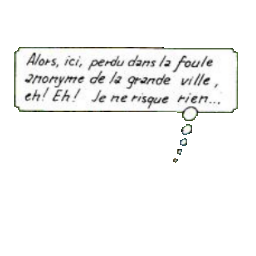 Alors, ici, perdu dans la foule
anonyme de la grande ville,
eh! Eh! Je ne risque rien...